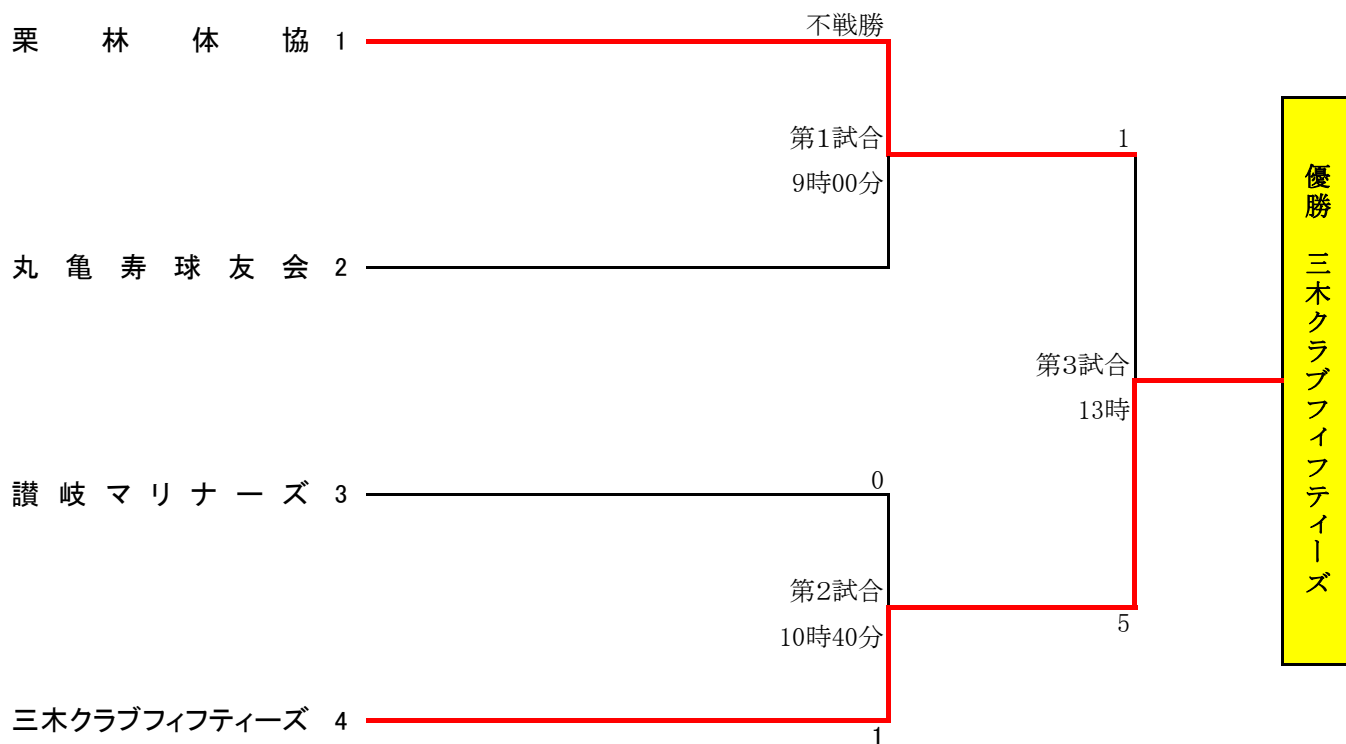 栗林体協 1
不戦勝
第1試合
9時00分
1
丸亀寿球友会 2
第3試合
13時
讃岐マリナーズ 3
0
第2試合
10時40分
5
三木クラブフィフティーズ 4
1
優勝 三木クラブフィフティーズ